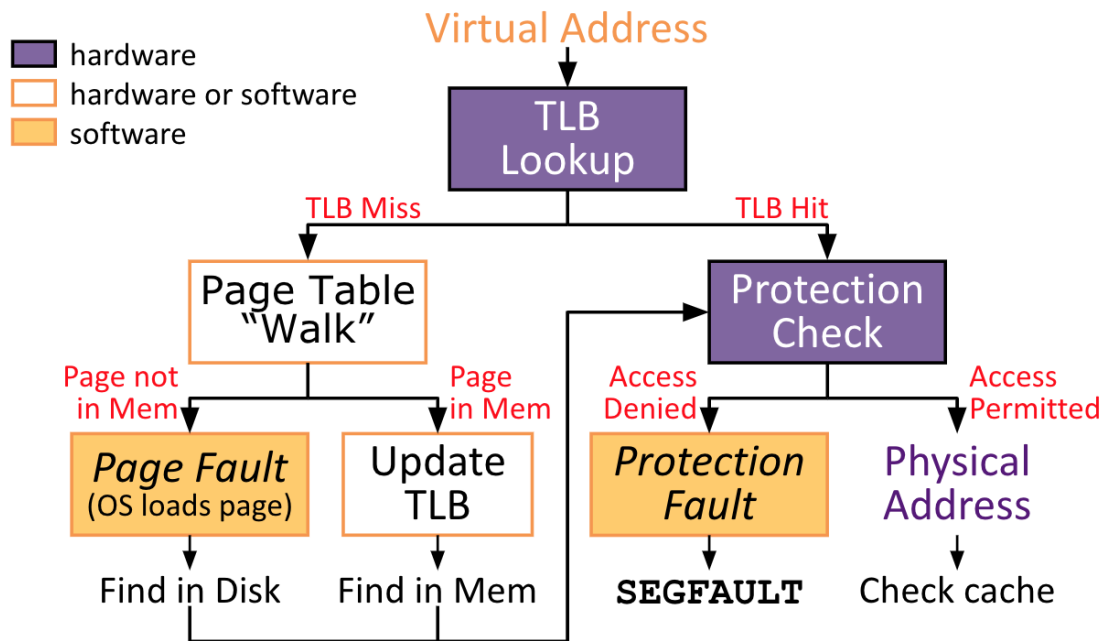 Virtual Address
hardware
hardware or software
software
TLB
Lookup
TLB Miss
TLB Hit
Page Table
“Walk”
Protection
Check
Page not
in Mem
Page
in Mem
Access
Denied
Access
Permitted
Page Fault
(OS loads page)
Update
TLB
Protection
Fault
Physical
Address
Find in Disk
Find in Mem
SEGFAULT
Check cache